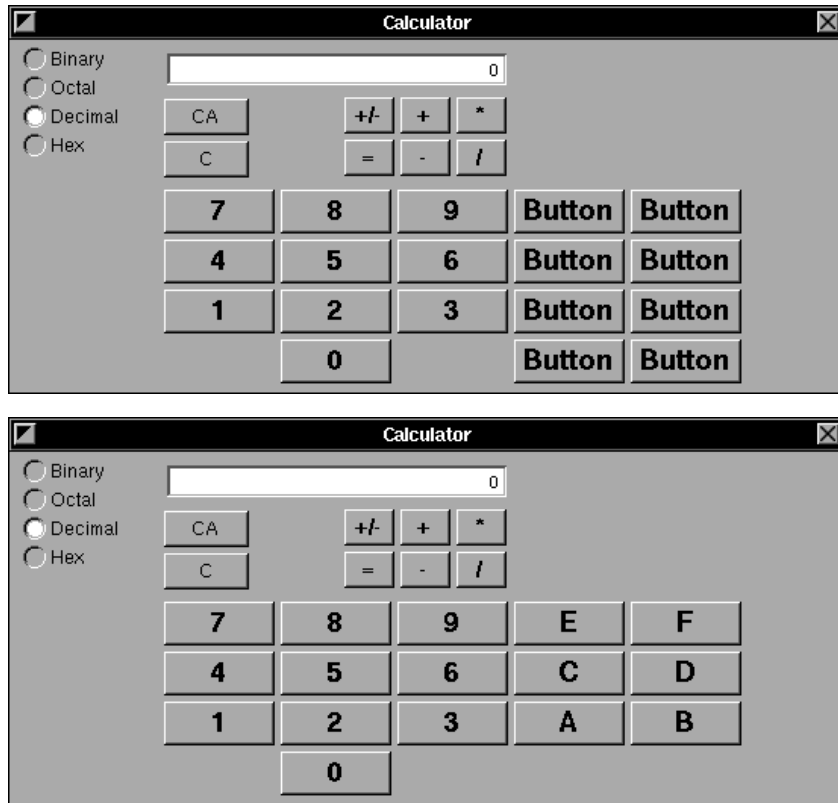 Calculator
Binary
0
Octal
Decimal CA +/- + *
Hex C = - /
7 8 9 Button Button
4 5 6 Button Button
1 2 3 Button Button
0 Button Button
Calculator
Binary
0
Octal
Decimal CA +/- + *
Hex C = - /
7 8 9 E F
4 5 6 C D
1 2 3 A B
0